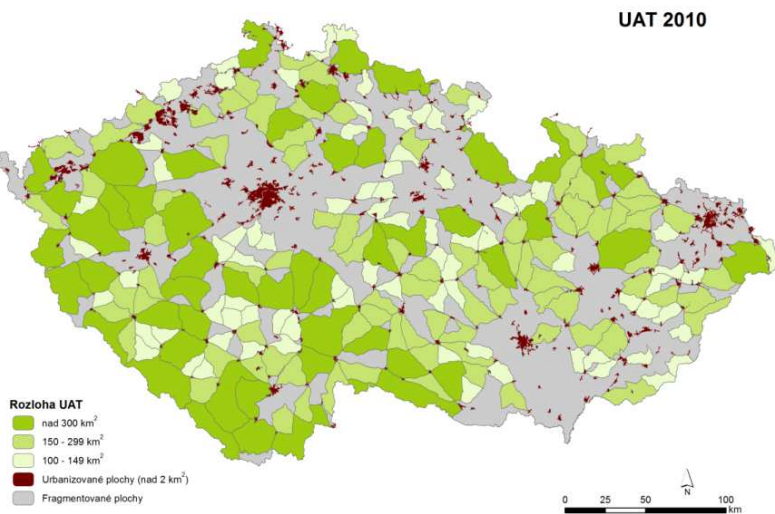 UAT 2010
Rozloha UAT
nad 300 km²
150 - 299 km²
100 - 149 km²
Urbanizované plochy (nad 2 km²)
Fragmentované plochy
N
0 25 50 100
km